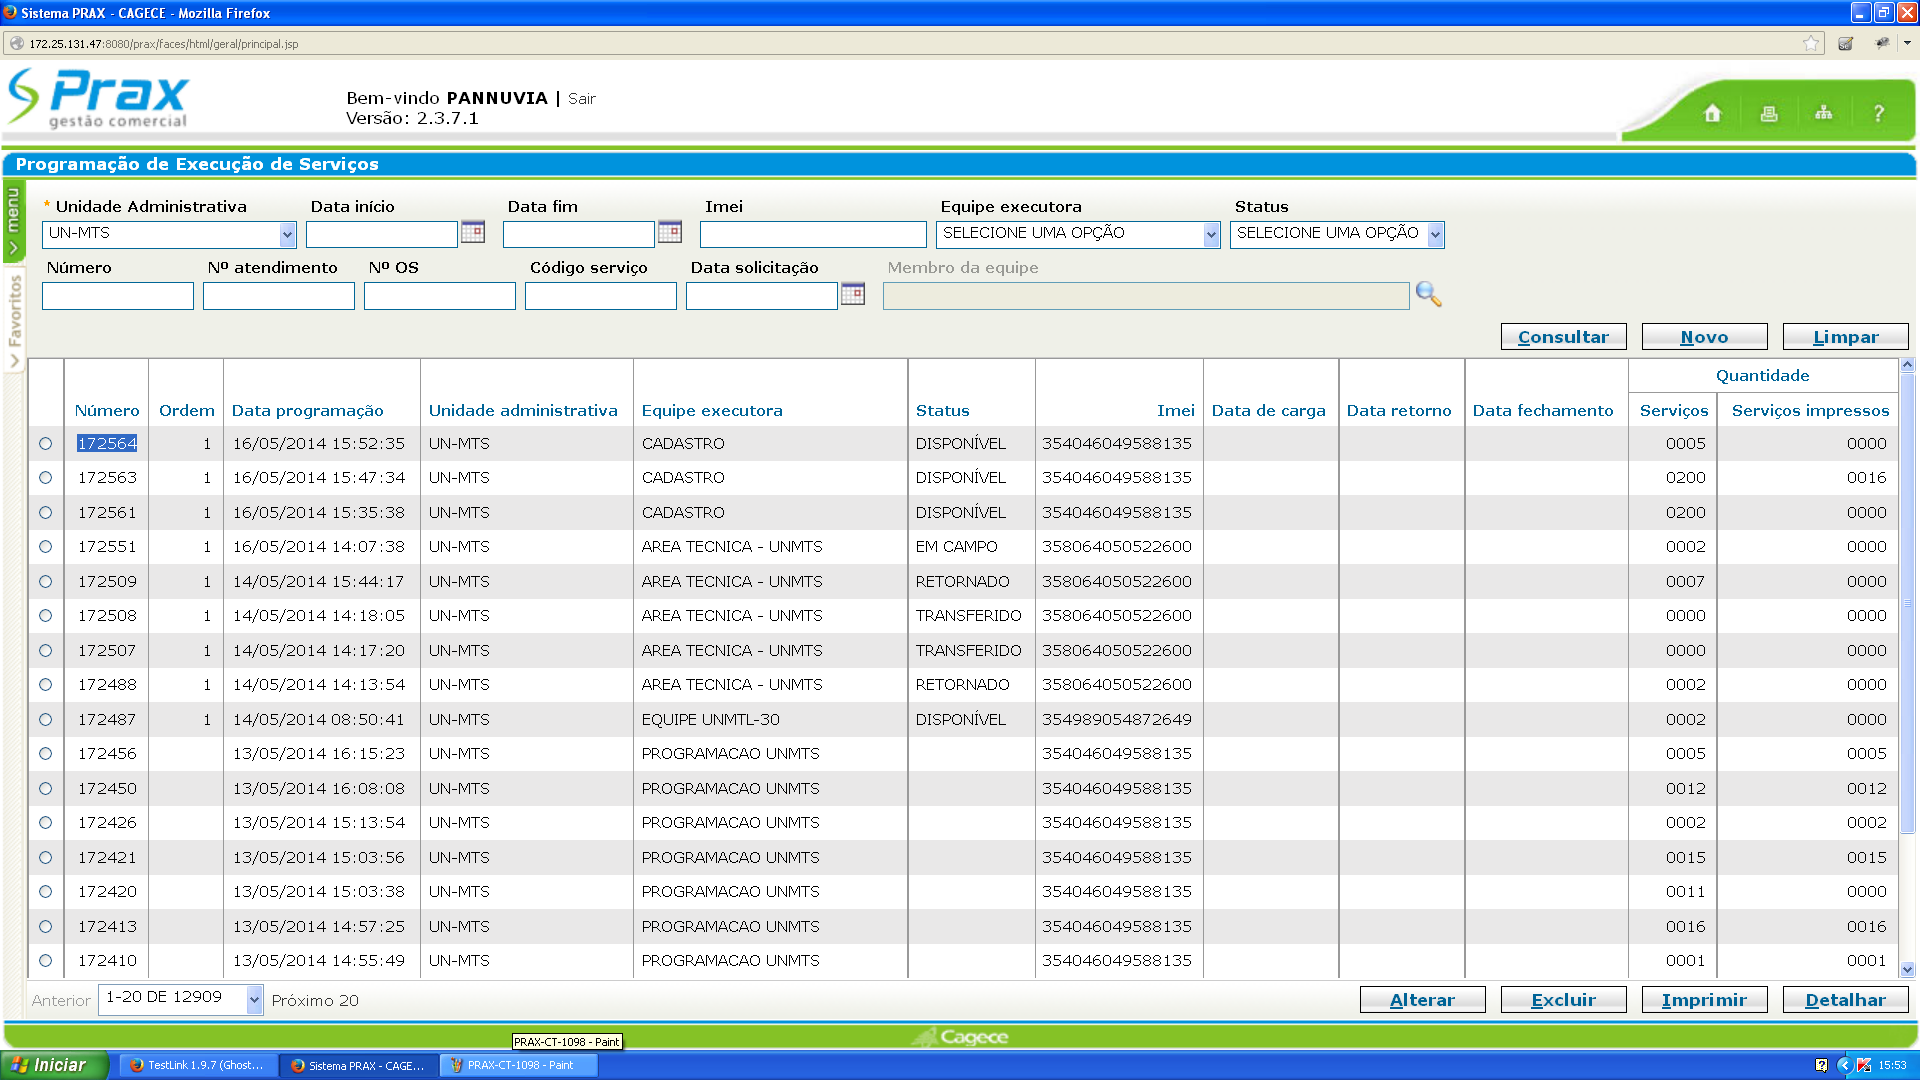 Sistema PRAX - CAGECE - Mozilla Firefox
172.25.131.47:8080/prax/faces/html/geral/principal.jsp
Prax
gestão comercial
Bem-vindo PANNUVIA | Sair
Versão: 2.3.7.1
?
Programação de Execução de Serviços
menu
Favoritos
* Unidade Administrativa Data início Data fim Imei Equipe executora Status
UN-MTS SELECIONE UMA OPÇÃO SELECIONE UMA OPÇÃO
Número Nº atendimento Nº OS Código serviço Data solicitação Membro da equipe
Consultar Novo Limpar
Quantidade
Número Ordem Data programação Unidade administrativa Equipe executora Status Imei Data de carga Data retorno Data fechamento Serviços Serviços impressos
172564 1 16/05/2014 15:52:35 UN-MTS CADASTRO DISPONÍVEL 354046049588135 0005 0000
172563 1 16/05/2014 15:47:34 UN-MTS CADASTRO DISPONÍVEL 354046049588135 0200 0016
172561 1 16/05/2014 15:35:38 UN-MTS CADASTRO DISPONÍVEL 354046049588135 0200 0000
172551 1 16/05/2014 14:07:38 UN-MTS AREA TECNICA - UNMTS EM CAMPO 358064050522600 0002 0000
172509 1 14/05/2014 15:44:17 UN-MTS AREA TECNICA - UNMTS RETORNADO 358064050522600 0007 0000
172508 1 14/05/2014 14:18:05 UN-MTS AREA TECNICA - UNMTS TRANSFERIDO 358064050522600 0000 0000
172507 1 14/05/2014 14:17:20 UN-MTS AREA TECNICA - UNMTS TRANSFERIDO 358064050522600 0000 0000
172488 1 14/05/2014 14:13:54 UN-MTS AREA TECNICA - UNMTS RETORNADO 358064050522600 0002 0000
172487 1 14/05/2014 08:50:41 UN-MTS EQUIPE UNMTL-30 DISPONÍVEL 354989054872649 0002 0000
172456 13/05/2014 16:15:23 UN-MTS PROGRAMACAO UNMTS 354046049588135 0005 0005
172450 13/05/2014 16:08:08 UN-MTS PROGRAMACAO UNMTS 354046049588135 0012 0012
172426 13/05/2014 15:13:54 UN-MTS PROGRAMACAO UNMTS 354046049588135 0002 0002
172421 13/05/2014 15:03:56 UN-MTS PROGRAMACAO UNMTS 354046049588135 0015 0015
172420 13/05/2014 15:03:38 UN-MTS PROGRAMACAO UNMTS 354046049588135 0011 0000
172413 13/05/2014 14:57:25 UN-MTS PROGRAMACAO UNMTS 354046049588135 0016 0016
172410 13/05/2014 14:55:49 UN-MTS PROGRAMACAO UNMTS 354046049588135 0001 0001
Anterior 1-20 DE 12909 Próximo 20 Alterar Excluir Imprimir Detalhar
Cagece
PRAX-CT-1098 - Paint
Iniciar TestLink 1.9.7 (Ghost... Sistema PRAX - CAGE... PRAX-CT-1098 - Paint 15:53